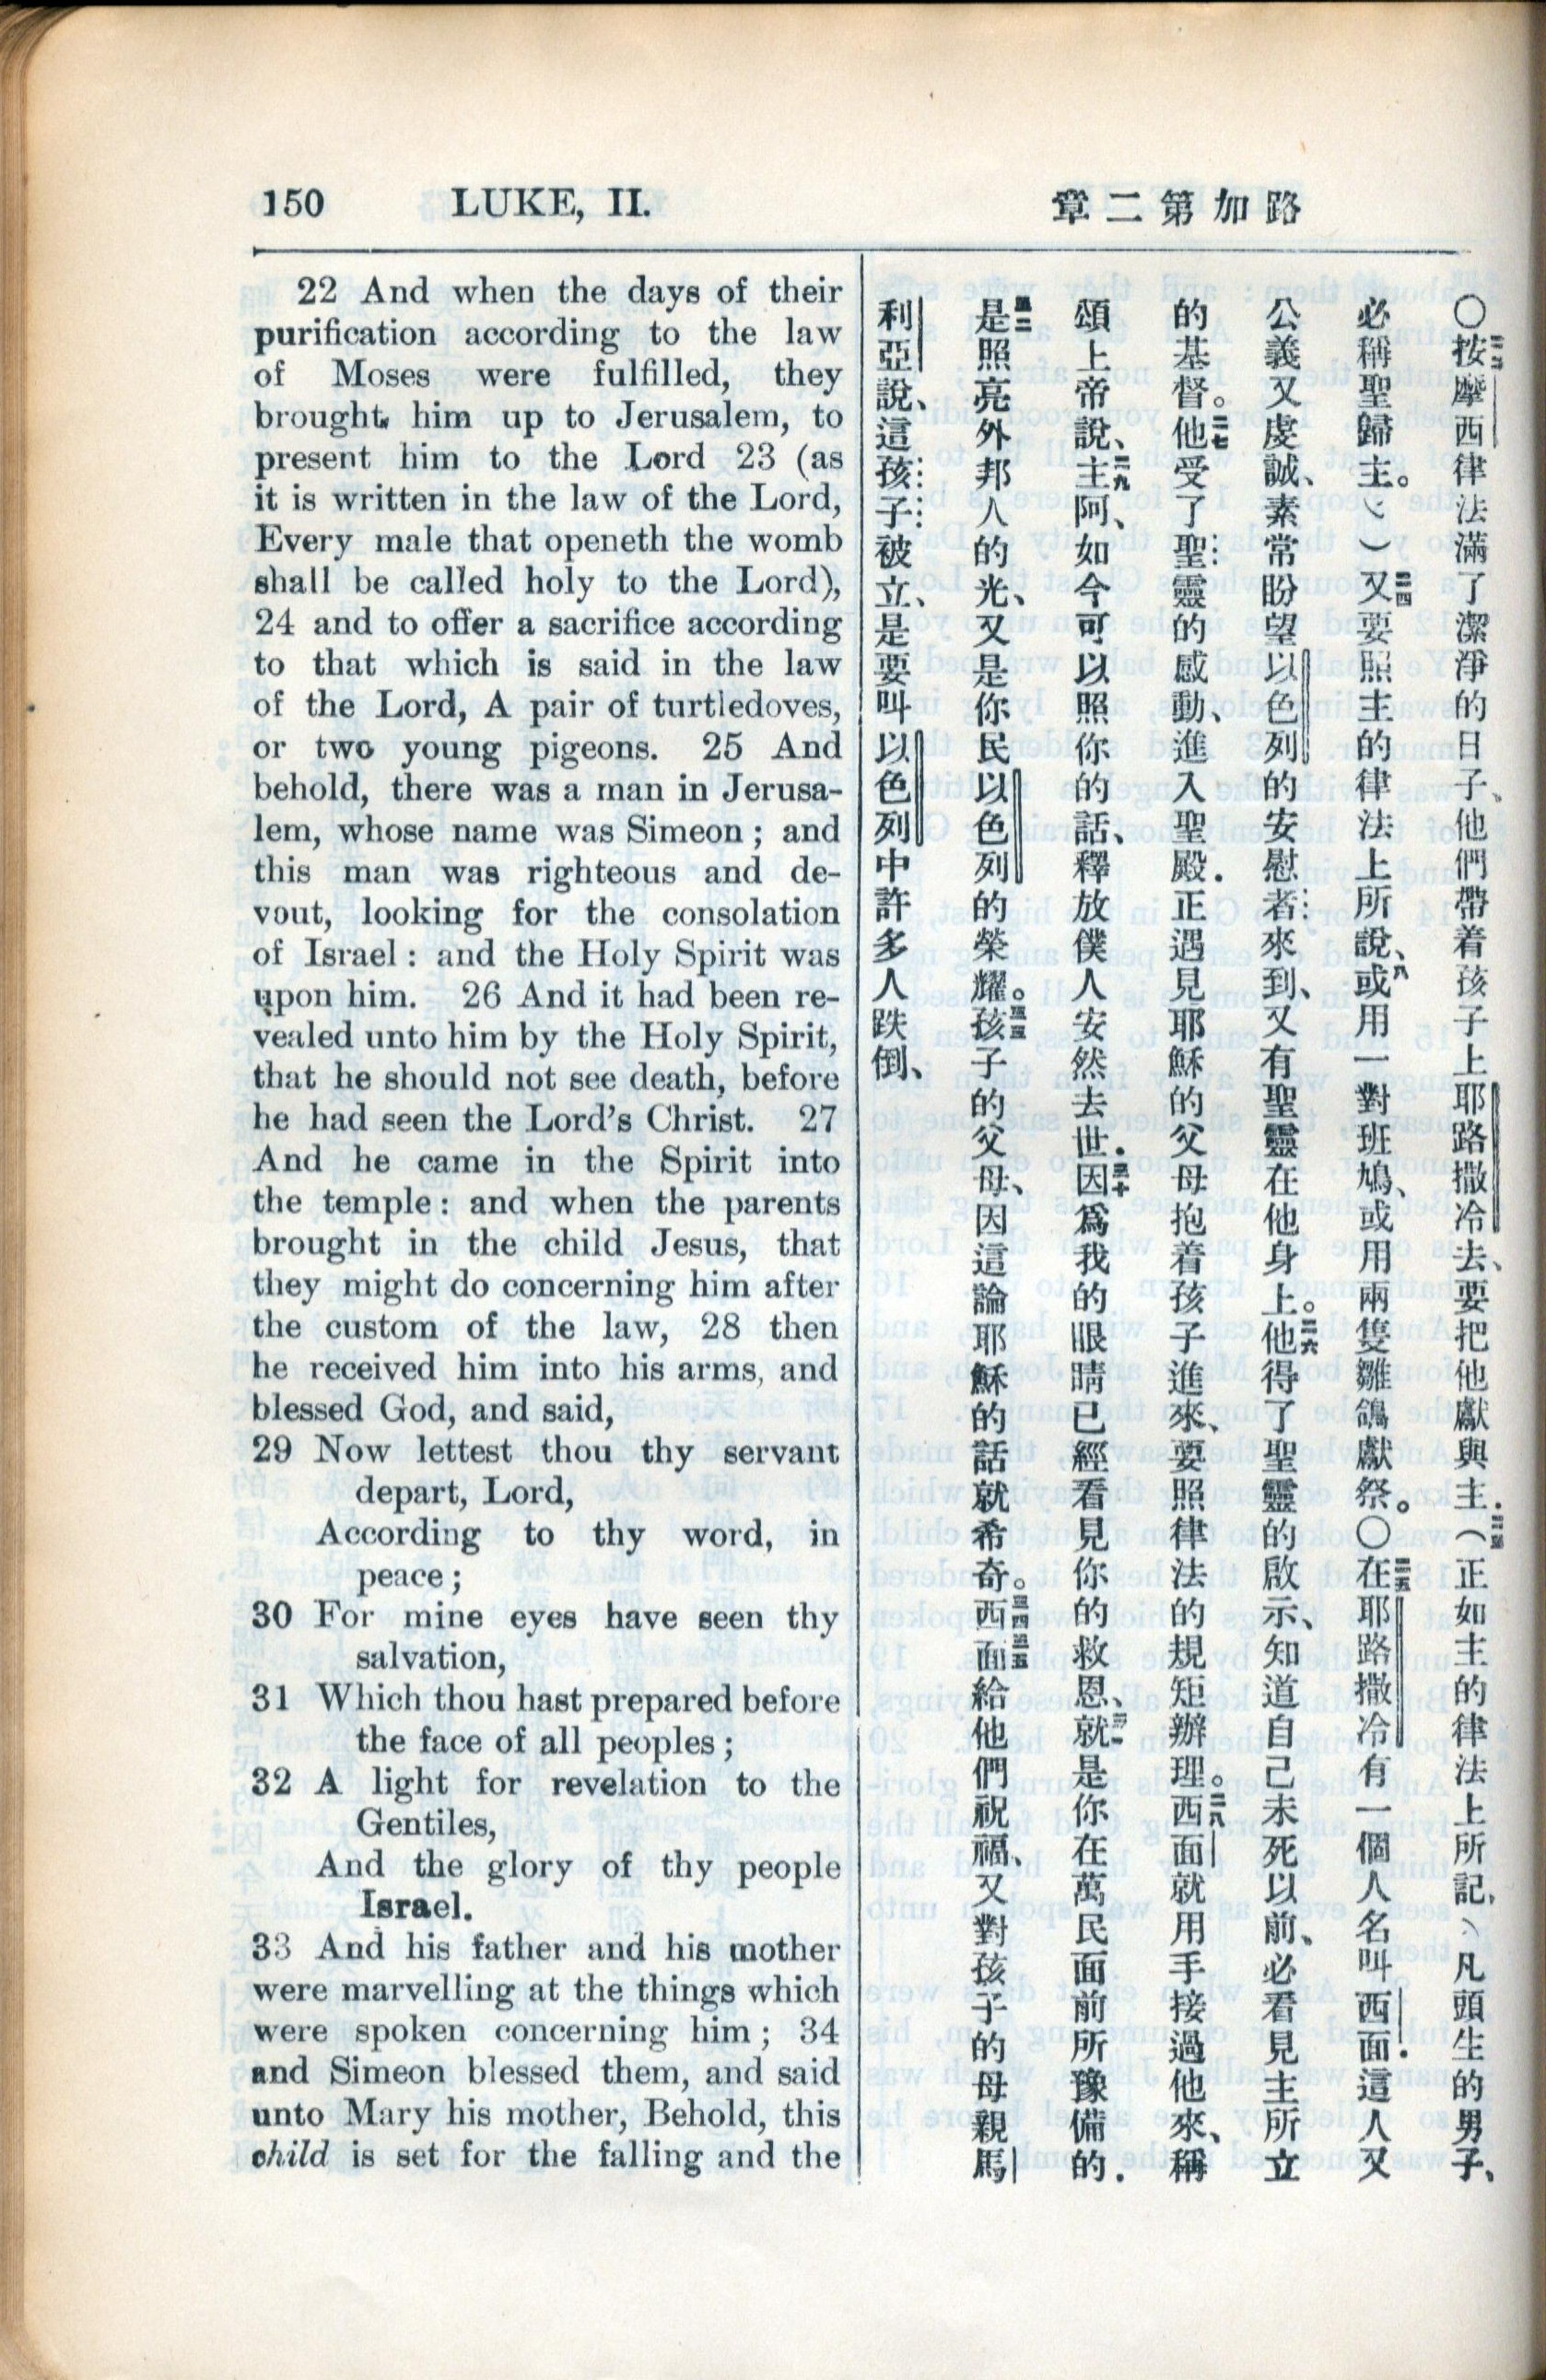 150 LUKE, II.
章二第加路
22 And when the days of their
purification according to the law
of Moses were fulfilled, they
brought him up to Jerusalem, to
present him to the Lord 23 (as
it is written in the law of the Lord,
Every male that openeth the womb
shall be called holy to the Lord),
24 and to offer a sacrifice according
to that which is said in the law
of the Lord, A pair of turtledoves,
or two young pigeons. 25 And
behold, there was a man in Jerusa-
lem, whose name was Simeon; and
this man was righteous and de-
vout, looking for the consolation
of Israel: and the Holy Spirit was
upon him. 26 And it had been re-
vealed unto him by the Holy Spirit,
that he should not see death, before
he had seen the Lord's Christ. 27
And he came in the Spirit into
the temple: and when the parents
brought in the child Jesus, that
they might do concerning him after
the custom of the law, 28 then
he received him into his arms, and
blessed God, and said,
29 Now lettest thou thy servant
depart, Lord,
According to thy word, in
peace;
30 For mine eyes have seen thy
salvation,
31 Which thou hast prepared before
the face of all peoples;
32 A light for revelation to the
Gentiles,
And the glory of thy people
Israel.
33 And his father and his mother
were marvelling at the things which
were spoken concerning him; 34
and Simeon blessed them, and said
unto Mary his mother, Behold, this
child is set for the falling and the
〇二二按摩西律法滿了潔淨的日子、他們帶着孩子上耶路撒冷去、要把他獻與主．二三（正如主的律法上所記、凡頭生的男子、
必稱聖歸主。）二四又要照主的律法上所說、或用一對班鳩、或用兩隻雛鴿獻祭。〇二五在耶路撒冷有一個人名叫西面．這人又
公義又虔誠、素常盼望以色列的安慰者來到、又有聖靈在他身上。二六他得了聖靈的啟示、知道自己未死以前、必看見主所立
的基督。二七他受了聖靈的感動、進入聖殿．正遇見耶穌的父母抱着孩子進來、要照律法的規矩辦理。二八西面就用手接過他來、稱
頌上帝說、二九主阿、如今可以照你的話、釋放僕人安然去世．三十因爲我的眼睛已經看見你的救恩、三一就是你在萬民面前所豫備的．
三二是照亮外邦人的光、又是你民以色列的榮耀。三三孩子的父母、因這論耶穌的話就希奇。三四三五西面給他們祝福、又對孩子的母親馬
利亞說、這孩子被立、是要叫以色列中許多人跌倒、